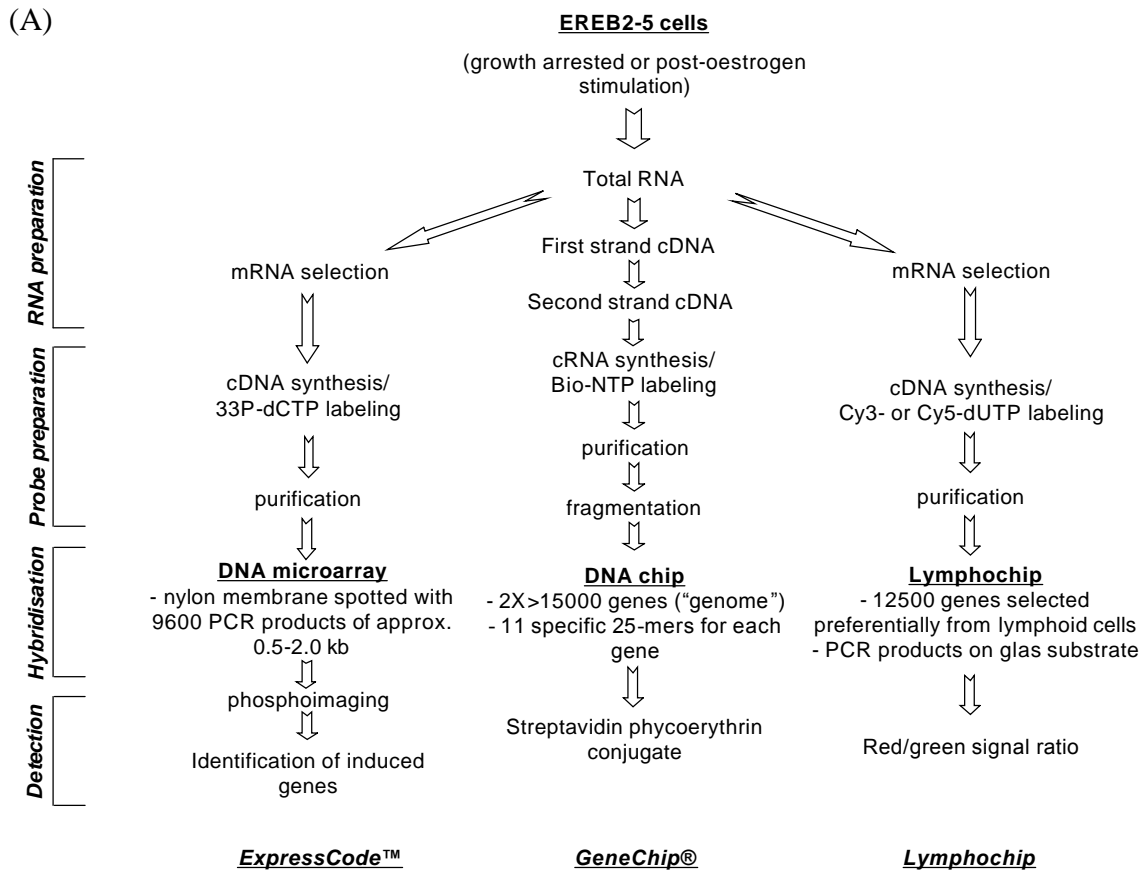 (A)
EREB2-5 cells
(growth arrested or post-oestrogen
stimulation)
RNA preparation
Total RNA
mRNA selection
First strand cDNA
Second strand cDNA
mRNA selection
Probe preparation
cDNA synthesis/
33P-dCTP labeling
purification
cRNA synthesis/
Bio-NTP labeling
purification
fragmentation
cDNA synthesis/
Cy3- or Cy5-dUTP labeling
purification
Hybridisation
DNA microarray
- nylon membrane spotted with
9600 PCR products of approx.
0.5-2.0 kb
DNA chip
- 2X>15000 genes ("genome")
- 11 specific 25-mers for each
gene
Lymphochip
- 12500 genes selected
preferentially from lymphoid cells
- PCR products on glas substrate
Detection
phosphoimaging
Identification of induced
genes
Streptavidin phycoerythrin
conjugate
Red/green signal ratio
ExpressCode™
GeneChip®
Lymphochip